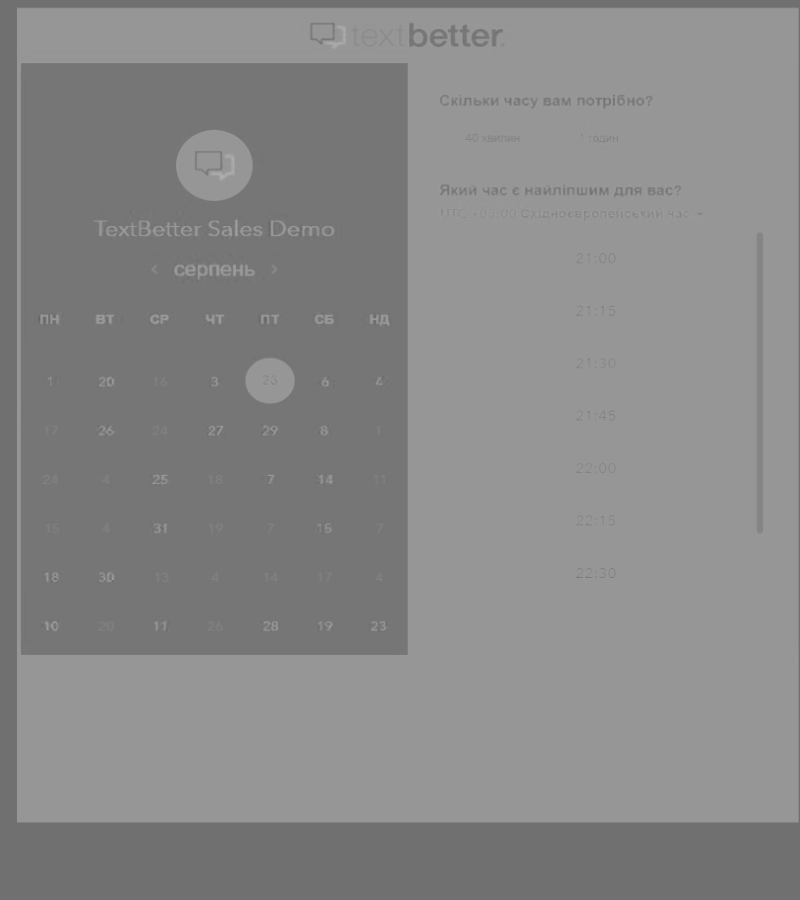 textbetter
TextBetter Sales Demo
‹ серпень ›
ПН ВТ СР ЧТ ПТ СБ НД
1 20 16 3 23 6 4
17 26 24 27 29 8 1
24 4 25 18 7 14 11
15 4 31 19 7 15 7
18 30 13 4 14 17 4
10 20 11 26 28 19 23
Скільки часу вам потрібно?
40 хвилин 1 годин
Який час є найліпшим для вас?
UTC +03:00 Східноєвропейський час
21:00
21:15
21:30
21:45
22:00
22:15
22:30